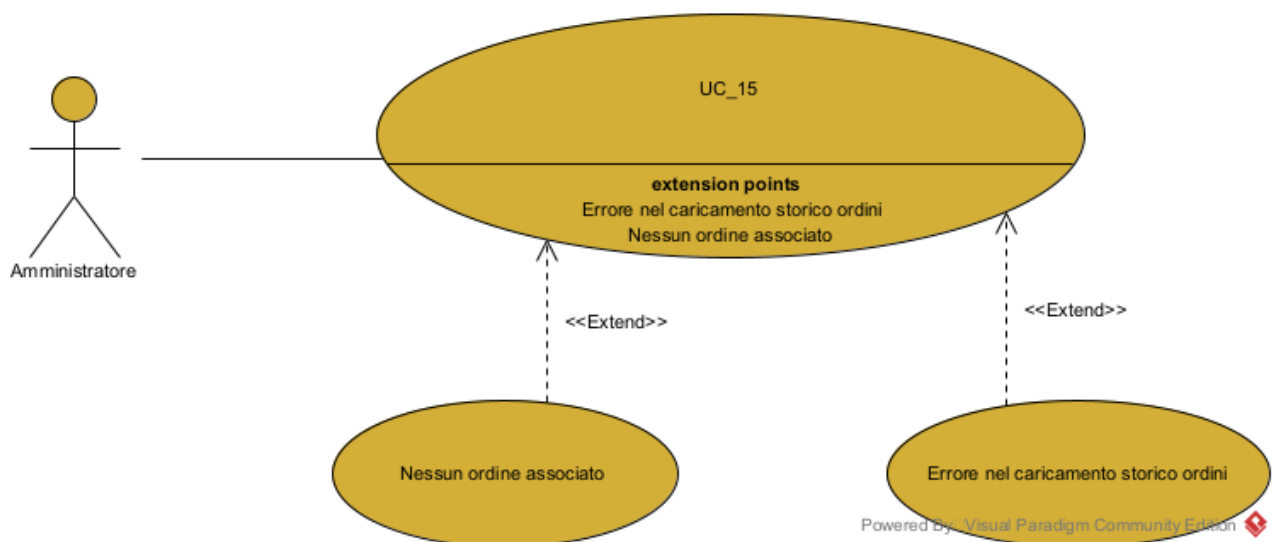 UC_15
extension points
Errore nel caricamento storico ordini
Nessun ordine associato
Amministratore
<<Extend>>
<<Extend>>
Nessun ordine associato
Errore nel caricamento storico ordini
Powered By: Visual Paradigm Community Edition